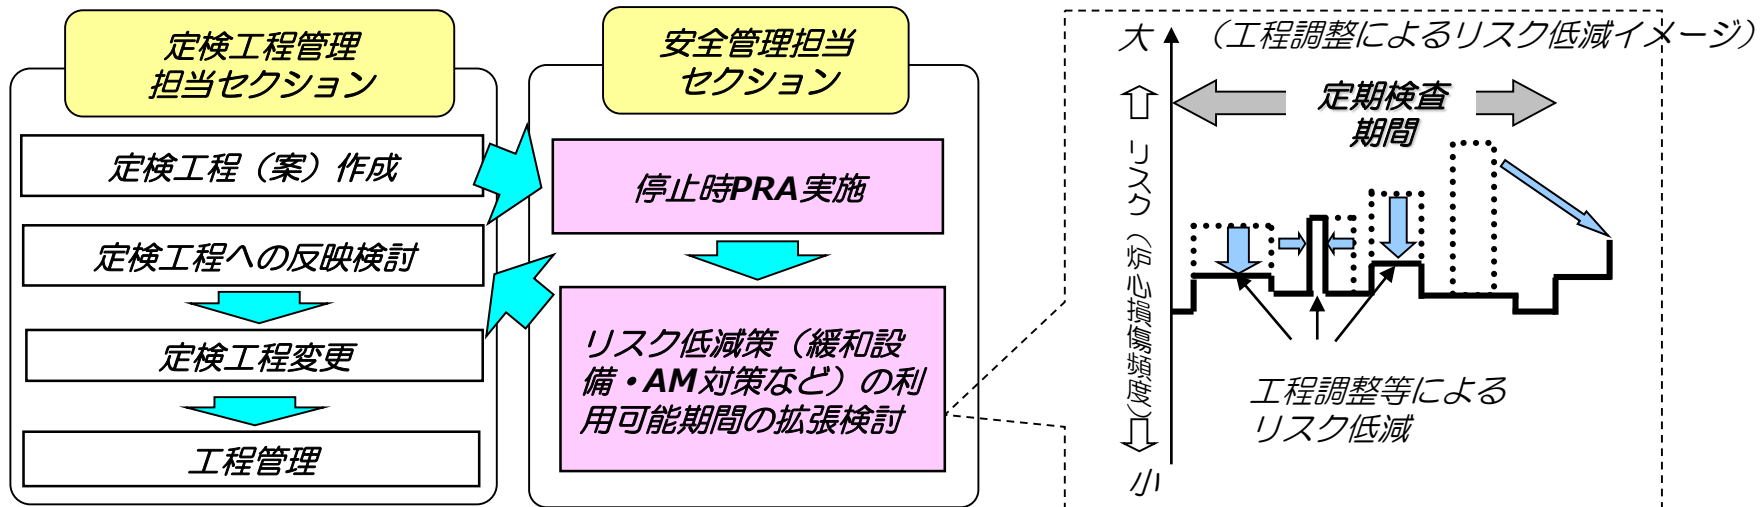 定検工程管理
担当セクション
定検工程（案）作成
定検工程への反映検討
定検工程変更
工程管理
安全管理担当
セクション
停止時PRA実施
リスク低減策（緩和設
備・AM対策など）の利
用可能期間の拡張検討
（工程調整によるリスク低減イメージ）
大
リスク（炉心損傷頻度）
小
定期検査
期間
工程調整等による
リスク低減